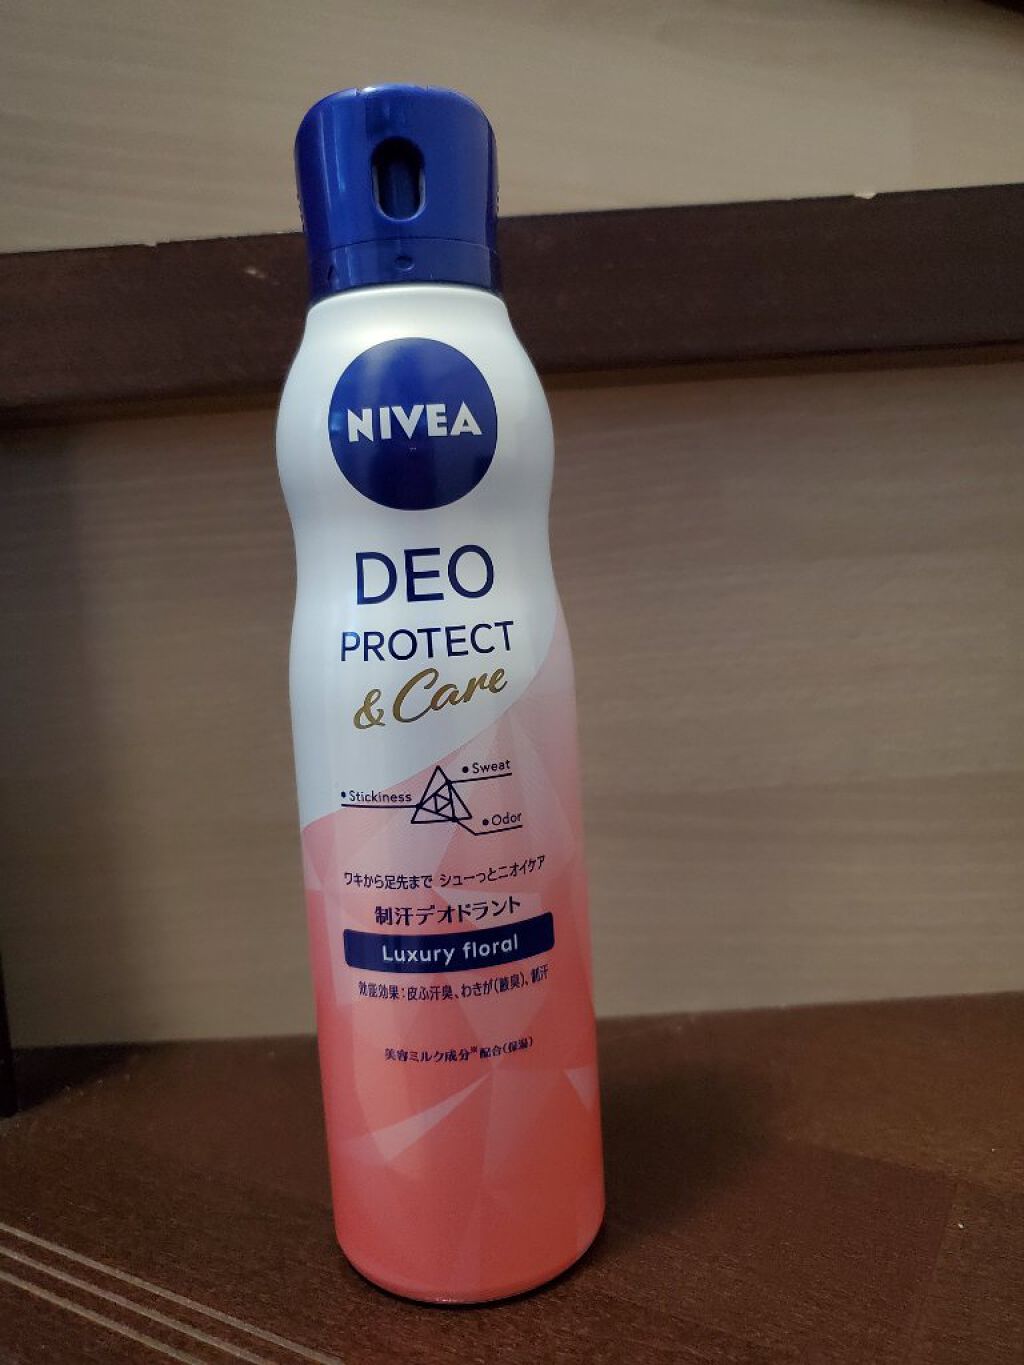 NIVEA
DEO
PROTECT
& Care
• Sweat
• Stickiness
• Odor
ワキから足先まで シューっとニオイケア
制汗デオドラント
Luxury floral
効能効果:皮ふ汗臭、わきが(腋臭)、制汗
美容ミルク成分※配合(保湿)